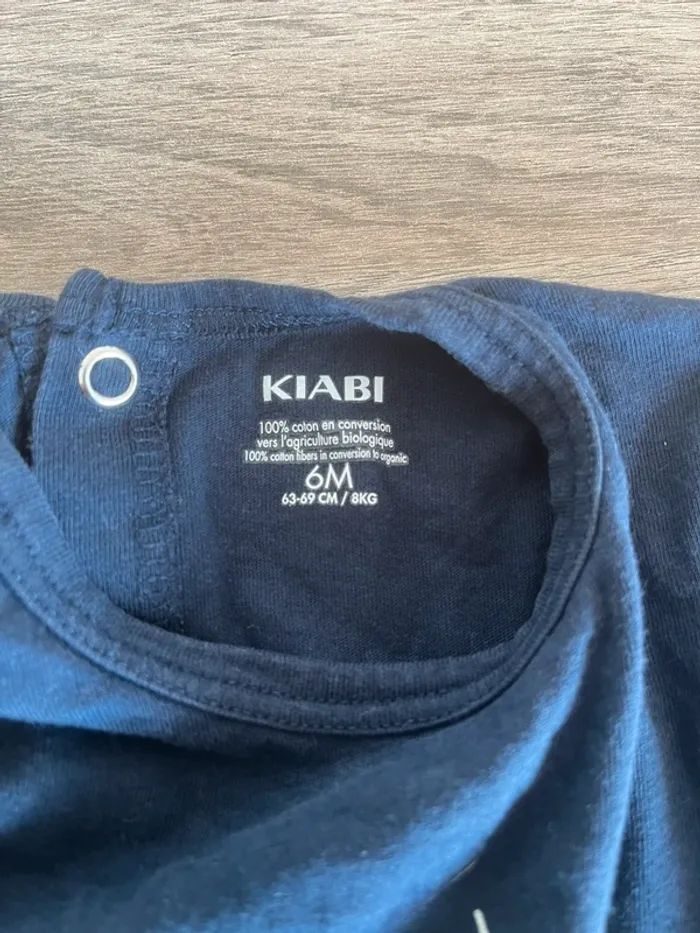 KIABI
100% coton en conversion
vers l'agriculture biologique
100% cotton fibers in conversion to organic
6M
63-69 CM / 8KG